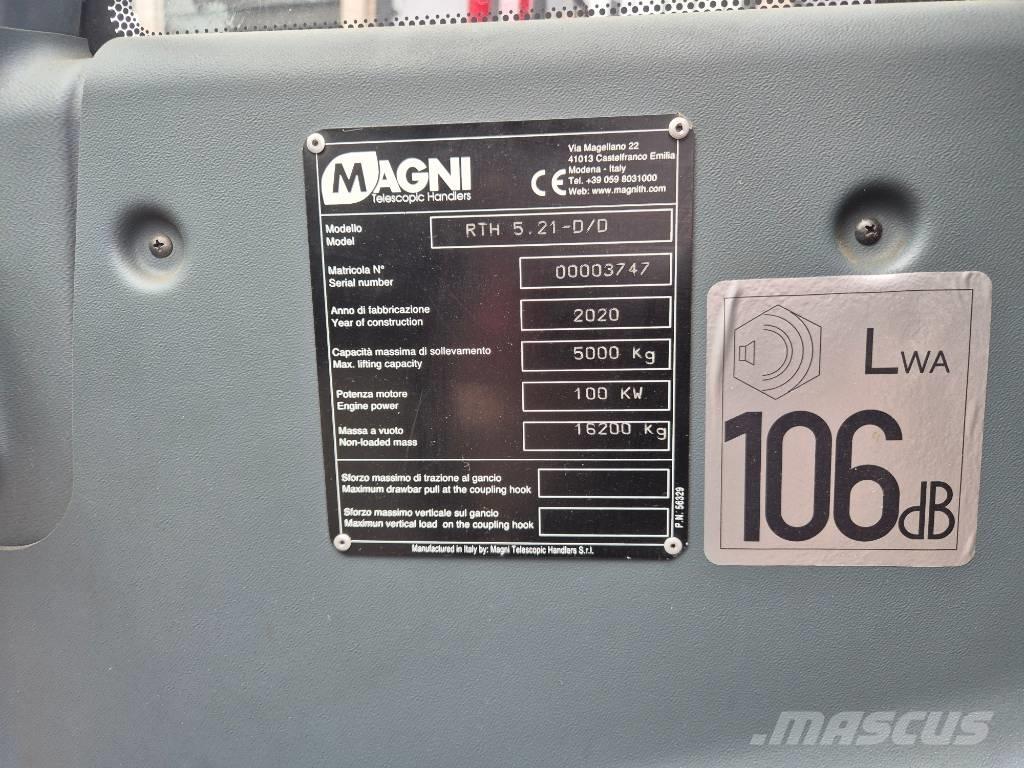 MAGNI
Telescopic Handlers
CE
Via Magellano 22
41013 Castelfranco Emilia
Modena - Italy
Tel. +39 059 8031000
Web: www.magnith.com
Modello
Model
RTH 5.21-D/D
Matricola N°
Serial number
00003747
Anno di fabbricazione
Year of construction
2020
Capacità massima di sollevamento
Max. lifting capacity
5000 Kg
Potenza motore
Engine power
100 KW
Massa a vuoto
Non-loaded mass
16200 Kg
Sforzo massimo di trazione al gancio
Maximum drawbar pull at the coupling hook
Sforzo massimo verticale sul gancio
Maximun vertical load on the coupling hook
P.N. 56329
Manufactured in Italy by: Magni Telescopic Handlers S.r.l.
LWA
106dB
MASCUS